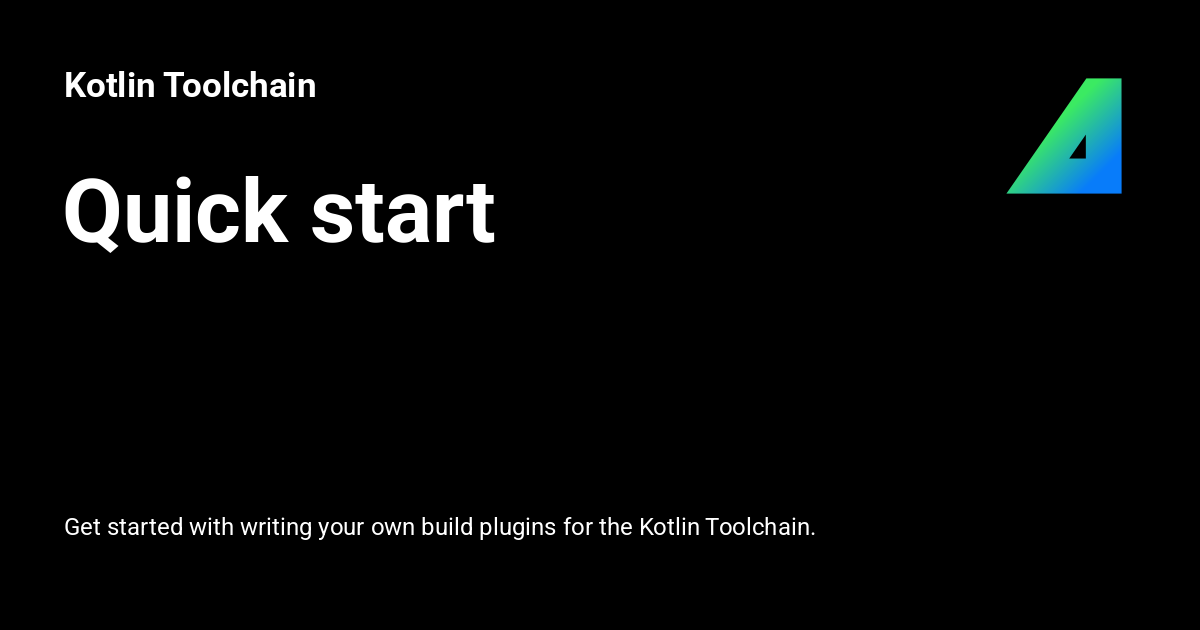 Kotlin Toolchain
Quick start
Get started with writing your own build plugins for the Kotlin Toolchain.